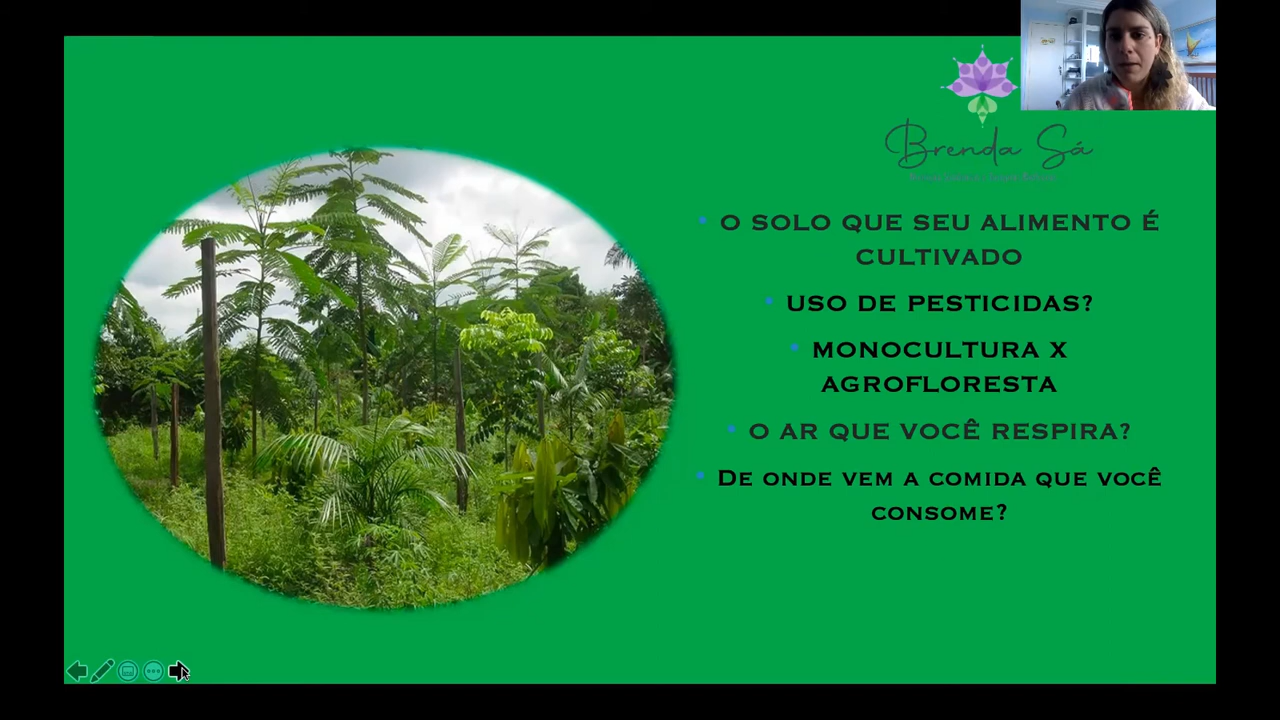 Brenda Sá
O SOLO QUE SEU ALIMENTO É
CULTIVADO
USO DE PESTICIDAS?
MONOCULTURA X
AGROFLORESTA
O AR QUE VOCÊ RESPIRA?
DE ONDE VEM A COMIDA QUE VOCÊ
CONSOME?